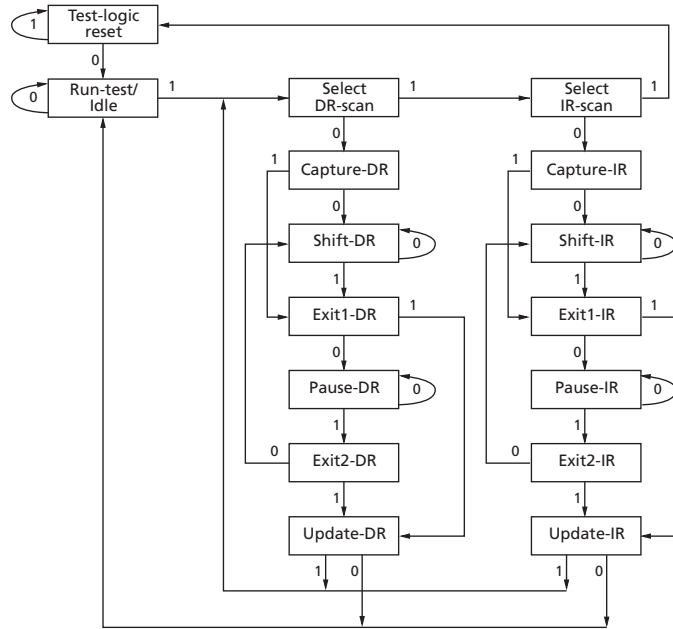 Test-logic
reset
1
0
Run-test/
Idle
0
1
Select
DR-scan
1
Select
IR-scan
1
0
0
1
Capture-DR
1
Capture-IR
0
0
Shift-DR
0
Shift-IR
0
1
1
Exit1-DR
1
Exit1-IR
1
0
0
Pause-DR
0
Pause-IR
0
1
1
0
Exit2-DR
0
Exit2-IR
1
1
Update-DR
Update-IR
1
0
1
0